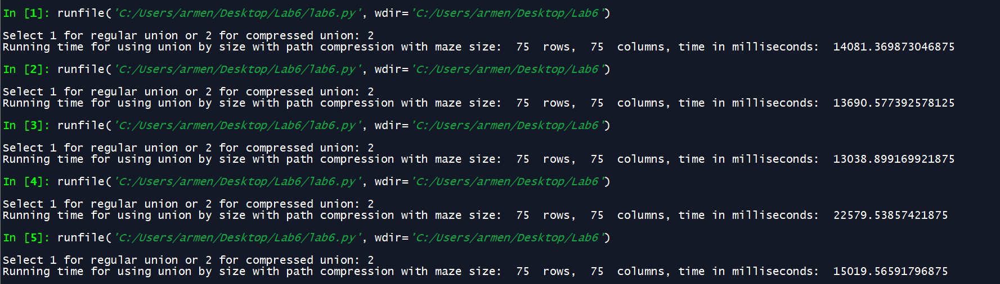 In [1]: runfile('C:/Users/armen/Desktop/Lab6/lab6.py', wdir='C:/Users/armen/Desktop/Lab6')
Select 1 for regular union or 2 for compressed union: 2
Running time for using union by size with path compression with maze size:  75  rows,  75  columns, time in milliseconds:  14081.369873046875
In [2]: runfile('C:/Users/armen/Desktop/Lab6/lab6.py', wdir='C:/Users/armen/Desktop/Lab6')
Select 1 for regular union or 2 for compressed union: 2
Running time for using union by size with path compression with maze size:  75  rows,  75  columns, time in milliseconds:  13690.577392578125
In [3]: runfile('C:/Users/armen/Desktop/Lab6/lab6.py', wdir='C:/Users/armen/Desktop/Lab6')
Select 1 for regular union or 2 for compressed union: 2
Running time for using union by size with path compression with maze size:  75  rows,  75  columns, time in milliseconds:  13038.899169921875
In [4]: runfile('C:/Users/armen/Desktop/Lab6/lab6.py', wdir='C:/Users/armen/Desktop/Lab6')
Select 1 for regular union or 2 for compressed union: 2
Running time for using union by size with path compression with maze size:  75  rows,  75  columns, time in milliseconds:  22579.53857421875
In [5]: runfile('C:/Users/armen/Desktop/Lab6/lab6.py', wdir='C:/Users/armen/Desktop/Lab6')
Select 1 for regular union or 2 for compressed union: 2
Running time for using union by size with path compression with maze size:  75  rows,  75  columns, time in milliseconds:  15019.56591796875